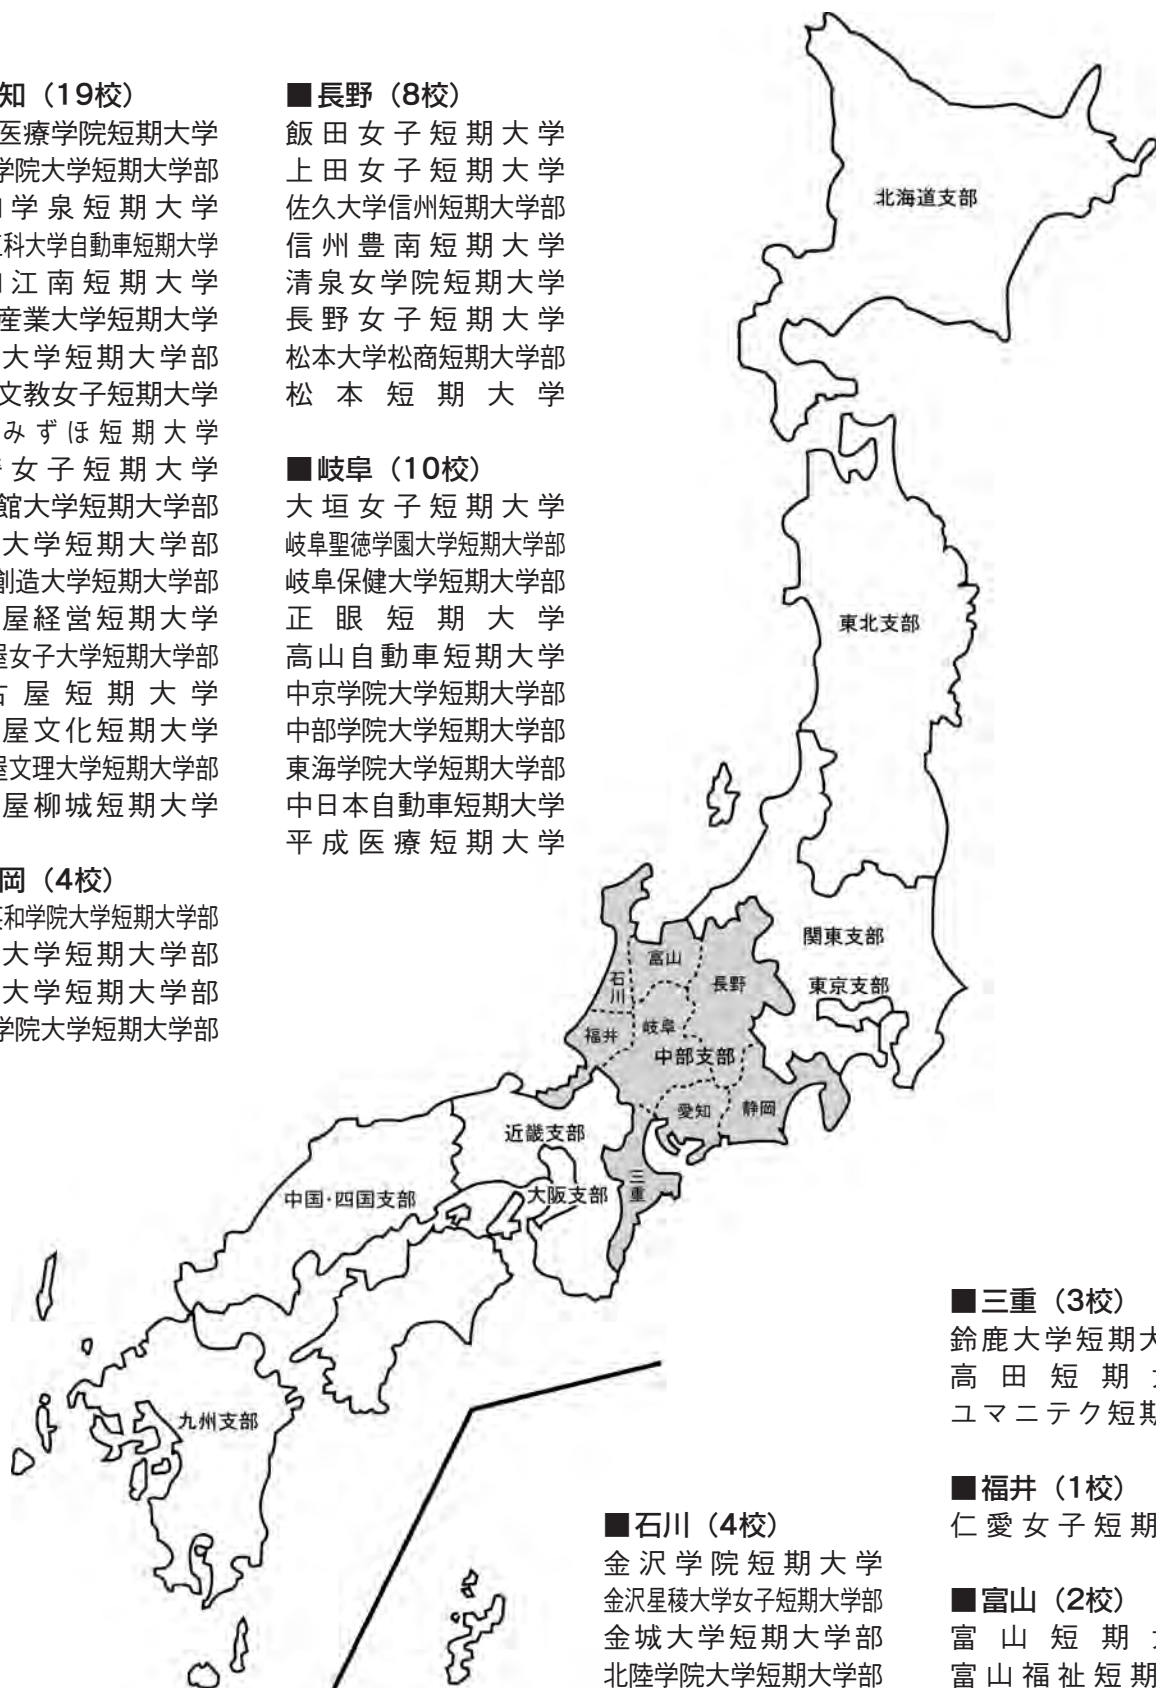 知（19校）
医療学院短期大学
学院大学短期大学部
学泉短期大学
科大学自動車短期大学
江南短期大学
産業大学短期大学
大学短期大学部
文教女子短期大学
みずほ短期大学
女子短期大学
館大学短期大学部
大学短期大学部
創造大学短期大学部
屋経営短期大学
屋女子大学短期大学部
古屋短期大学
屋文化短期大学
屋文理大学短期大学部
屋柳城短期大学
岡（4校）
和学院大学短期大学部
大学短期大学部
大学短期大学部
学院大学短期大学部
■長野（8校）
飯田女子短期大学
上田女子短期大学
佐久大学信州短期大学部
信州豊南短期大学
清泉女学院短期大学
長野女子短期大学
松本大学松商短期大学部
松本短期大学
■岐阜（10校）
大垣女子短期大学
岐阜聖徳学園大学短期大学部
岐阜保健大学短期大学部
正眼短期大学
高山自動車短期大学
中京学院大学短期大学部
中部学院大学短期大学部
東海学院大学短期大学部
中日本自動車短期大学
平成医療短期大学
北海道支部
東北支部
関東支部
東京支部
富山
石川
長野
岐阜
福井
中部支部
愛知
静岡
三重
近畿支部
大阪支部
中国・四国支部
九州支部
■石川（4校）
金沢学院短期大学
金沢星稜大学女子短期大学部
金城大学短期大学部
北陸学院大学短期大学部
■三重（3校）
鈴鹿大学短期大
高田短期
ユマニテク短期
■福井（1校）
仁愛女子短期
■富山（2校）
富山短期
富山福祉短期